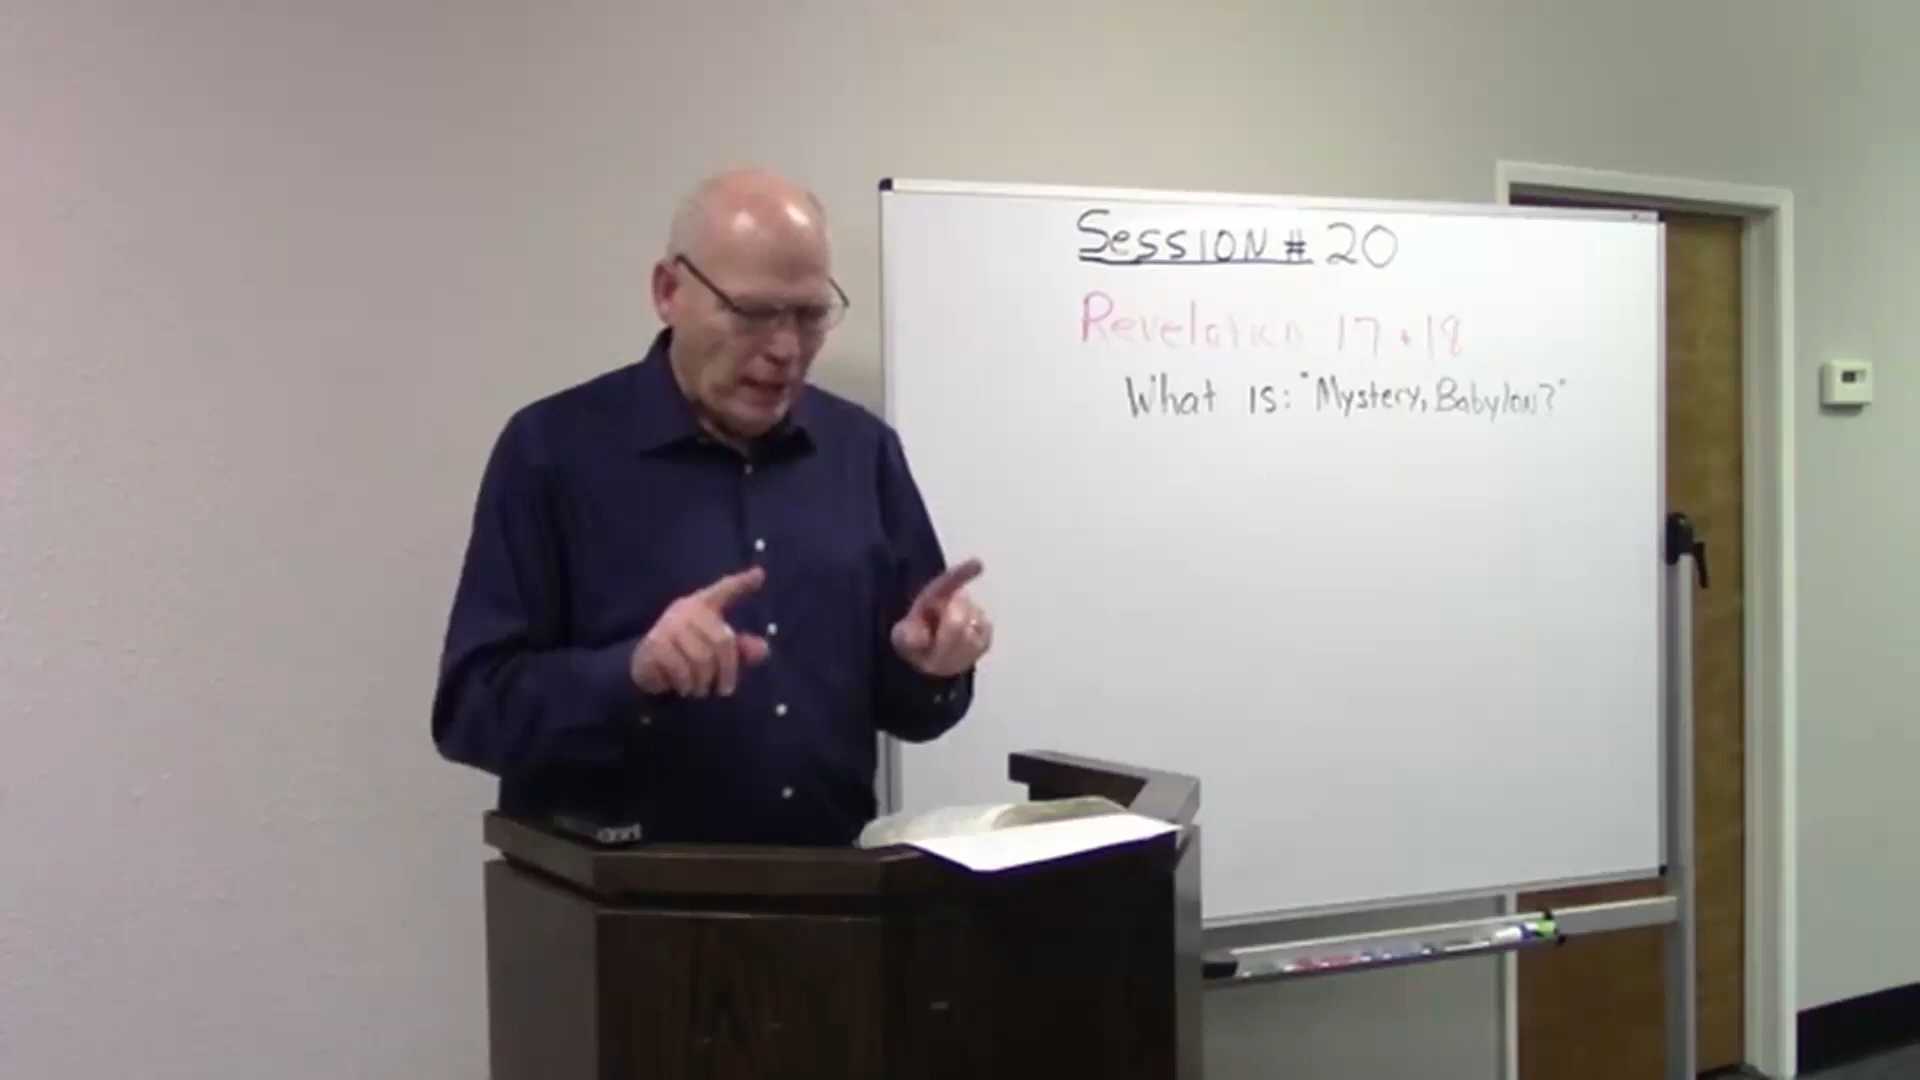 Session # 20
Revelation 17 + 18
What is: "Mystery, Babylon?"